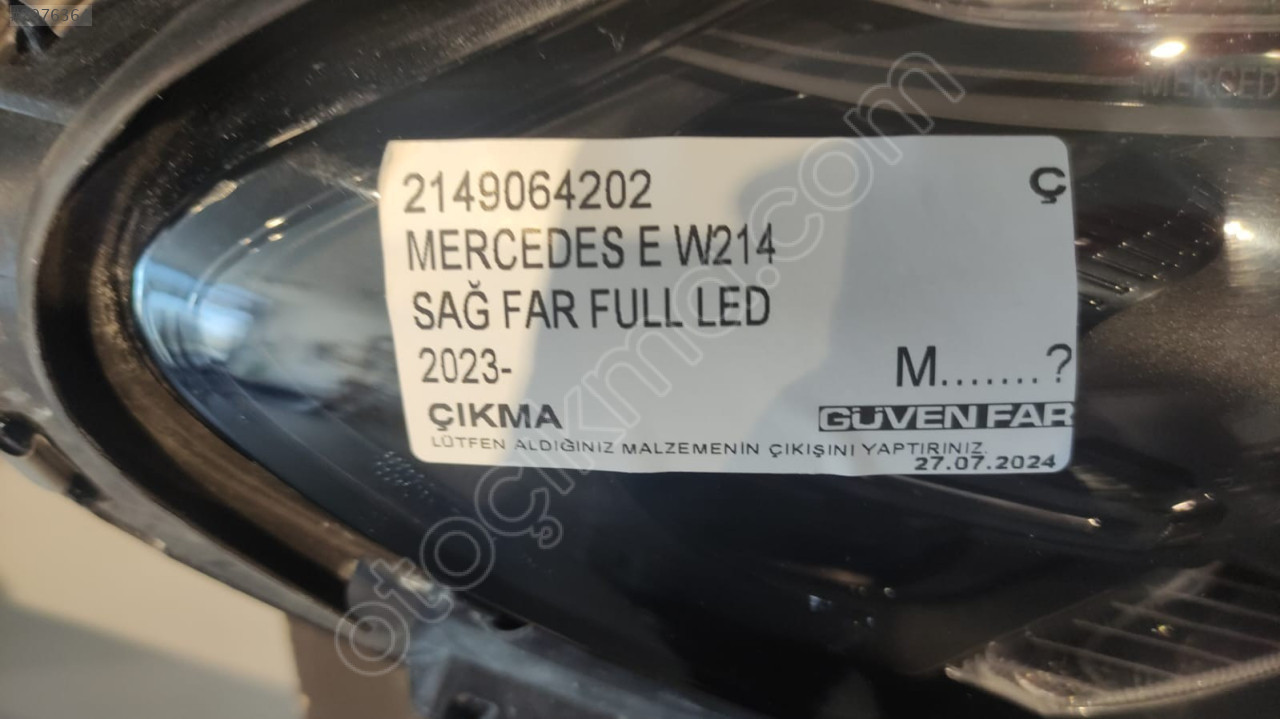 2149064202
Ç
MERCEDES E W214
SAĞ FAR FULL LED
2023-
M.......?
ÇIKMA
GÜVEN FAR
LÜTFEN ALDIĞINIZ MALZEMENİN ÇIKIŞINI YAPTIRINIZ.
27.07.2024
otoçıkma.com
MERCED